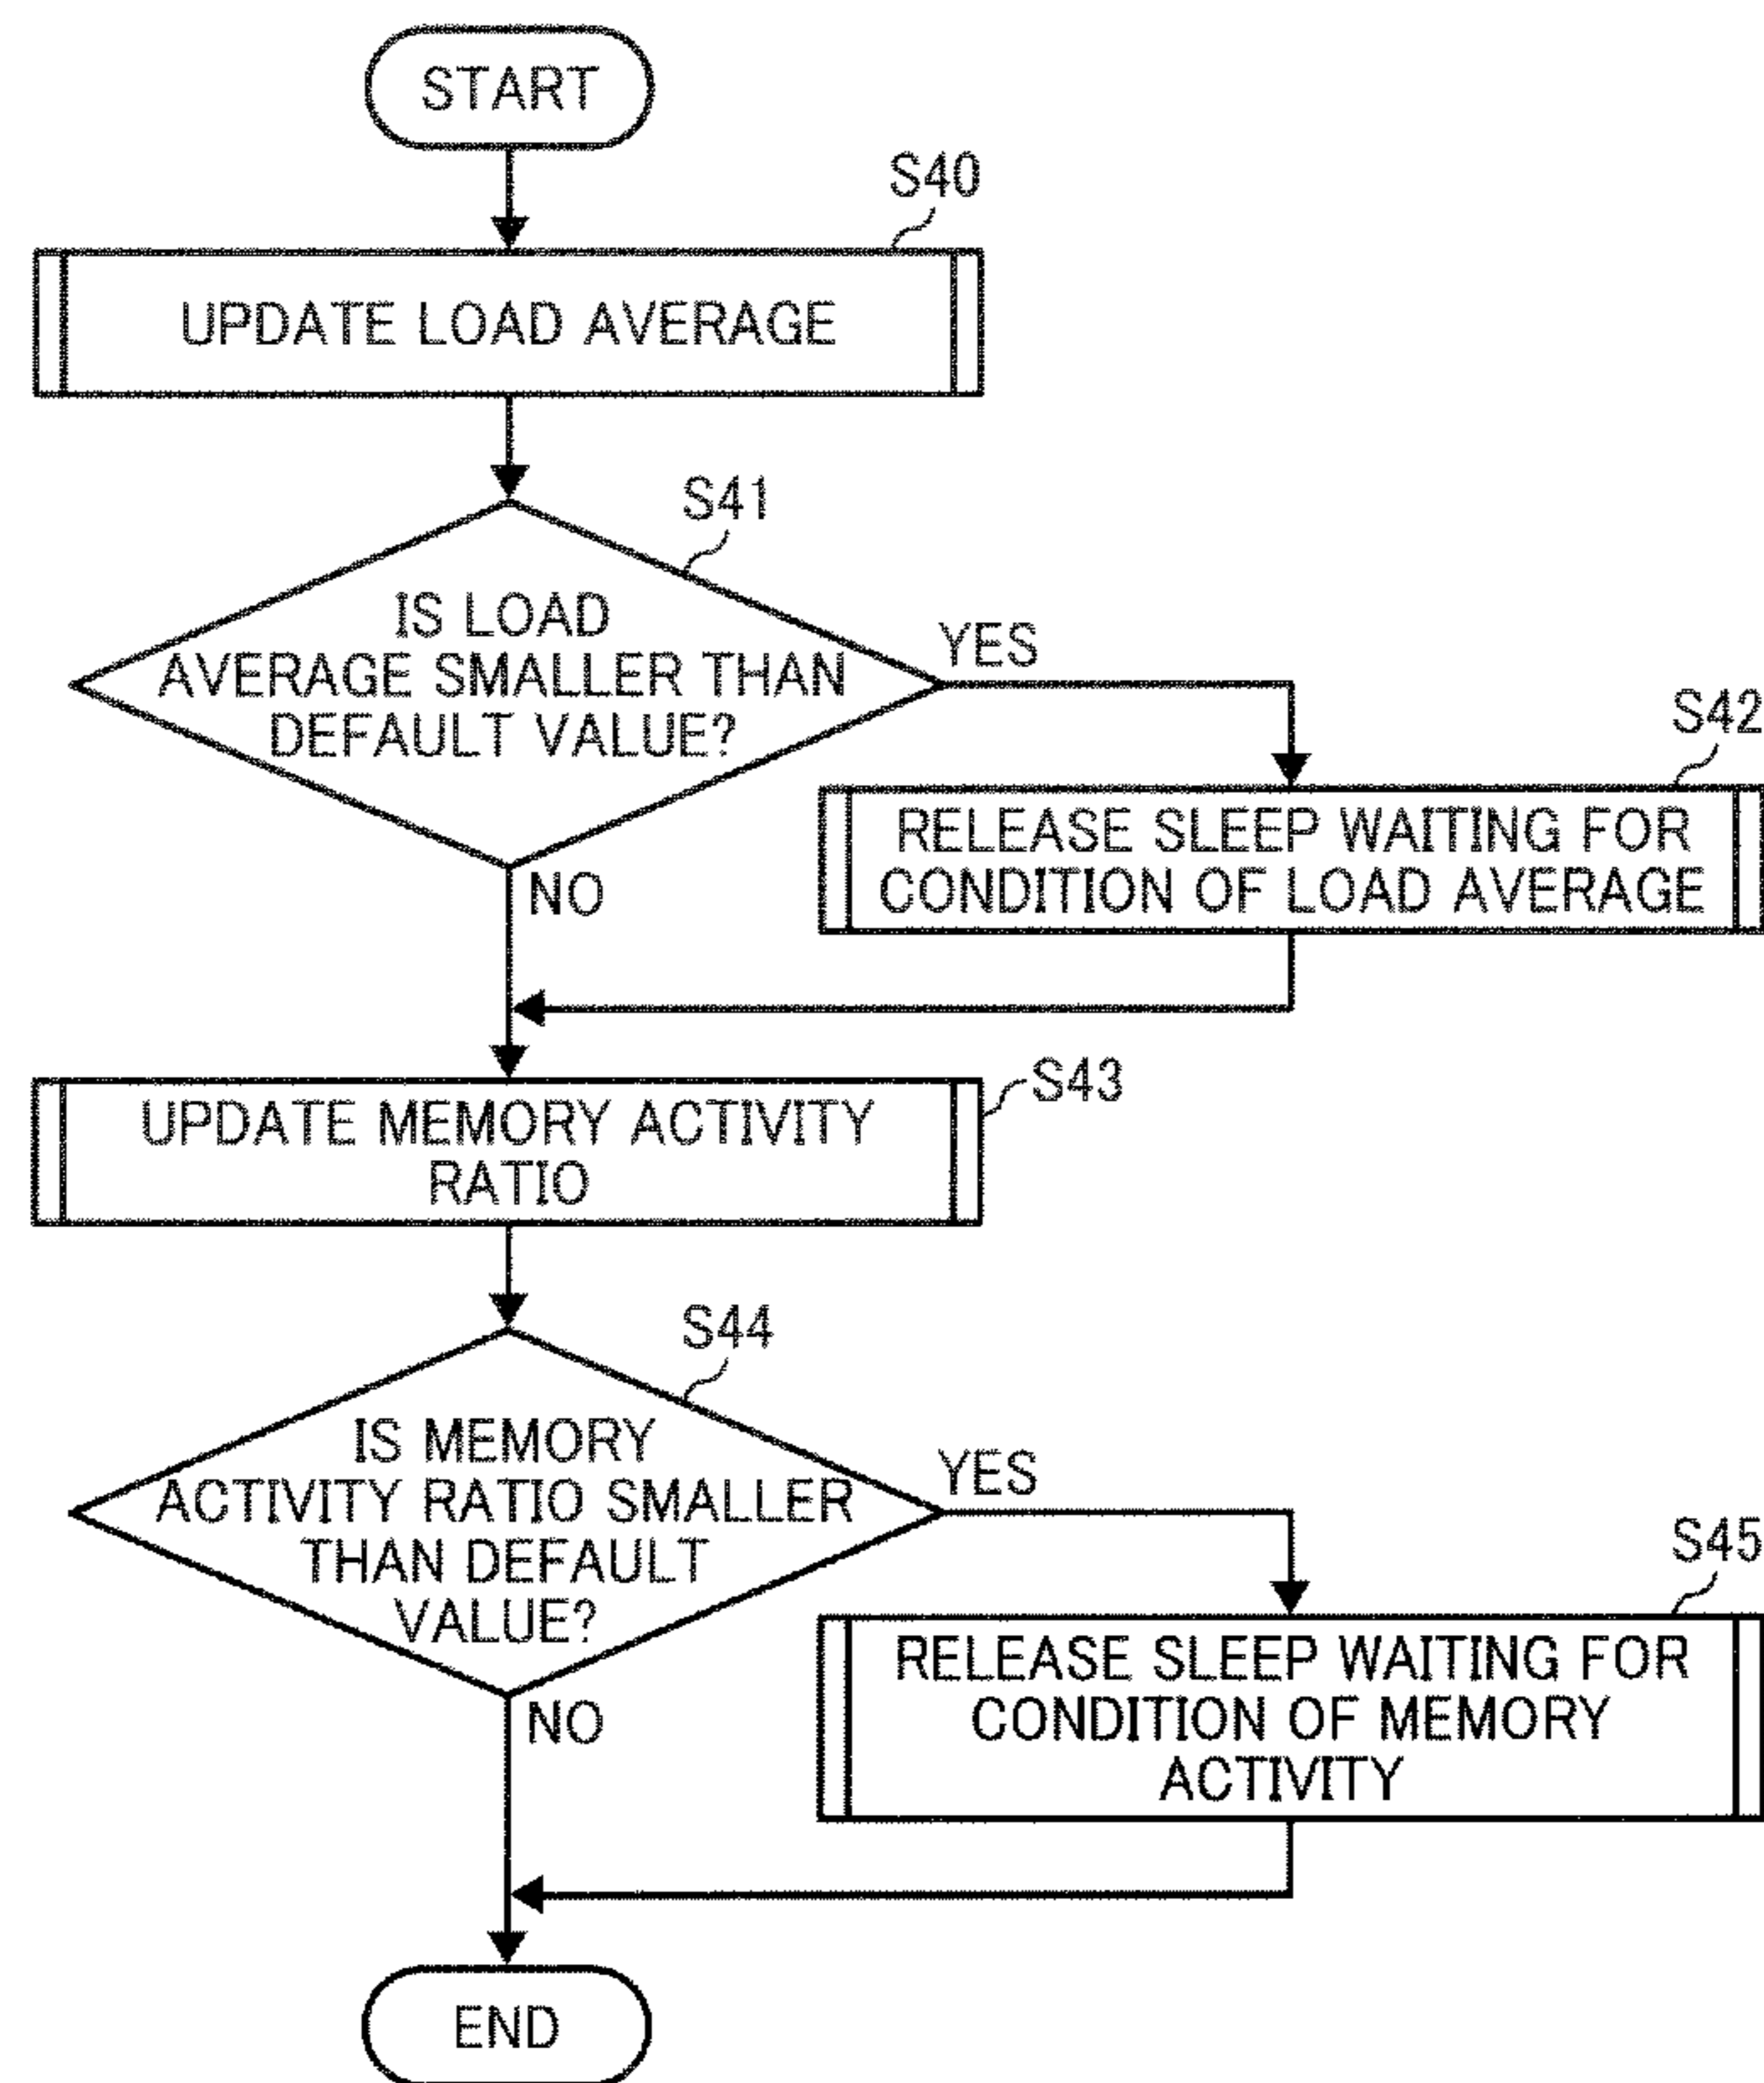 START
S40
UPDATE LOAD AVERAGE
S41
IS LOAD
AVERAGE SMALLER THAN
DEFAULT VALUE?
YES
S42
RELEASE SLEEP WAITING FOR
CONDITION OF LOAD AVERAGE
NO
S43
UPDATE MEMORY ACTIVITY
RATIO
S44
IS MEMORY
ACTIVITY RATIO SMALLER
THAN DEFAULT
VALUE?
YES
S45
RELEASE SLEEP WAITING FOR
CONDITION OF MEMORY
ACTIVITY
NO
END